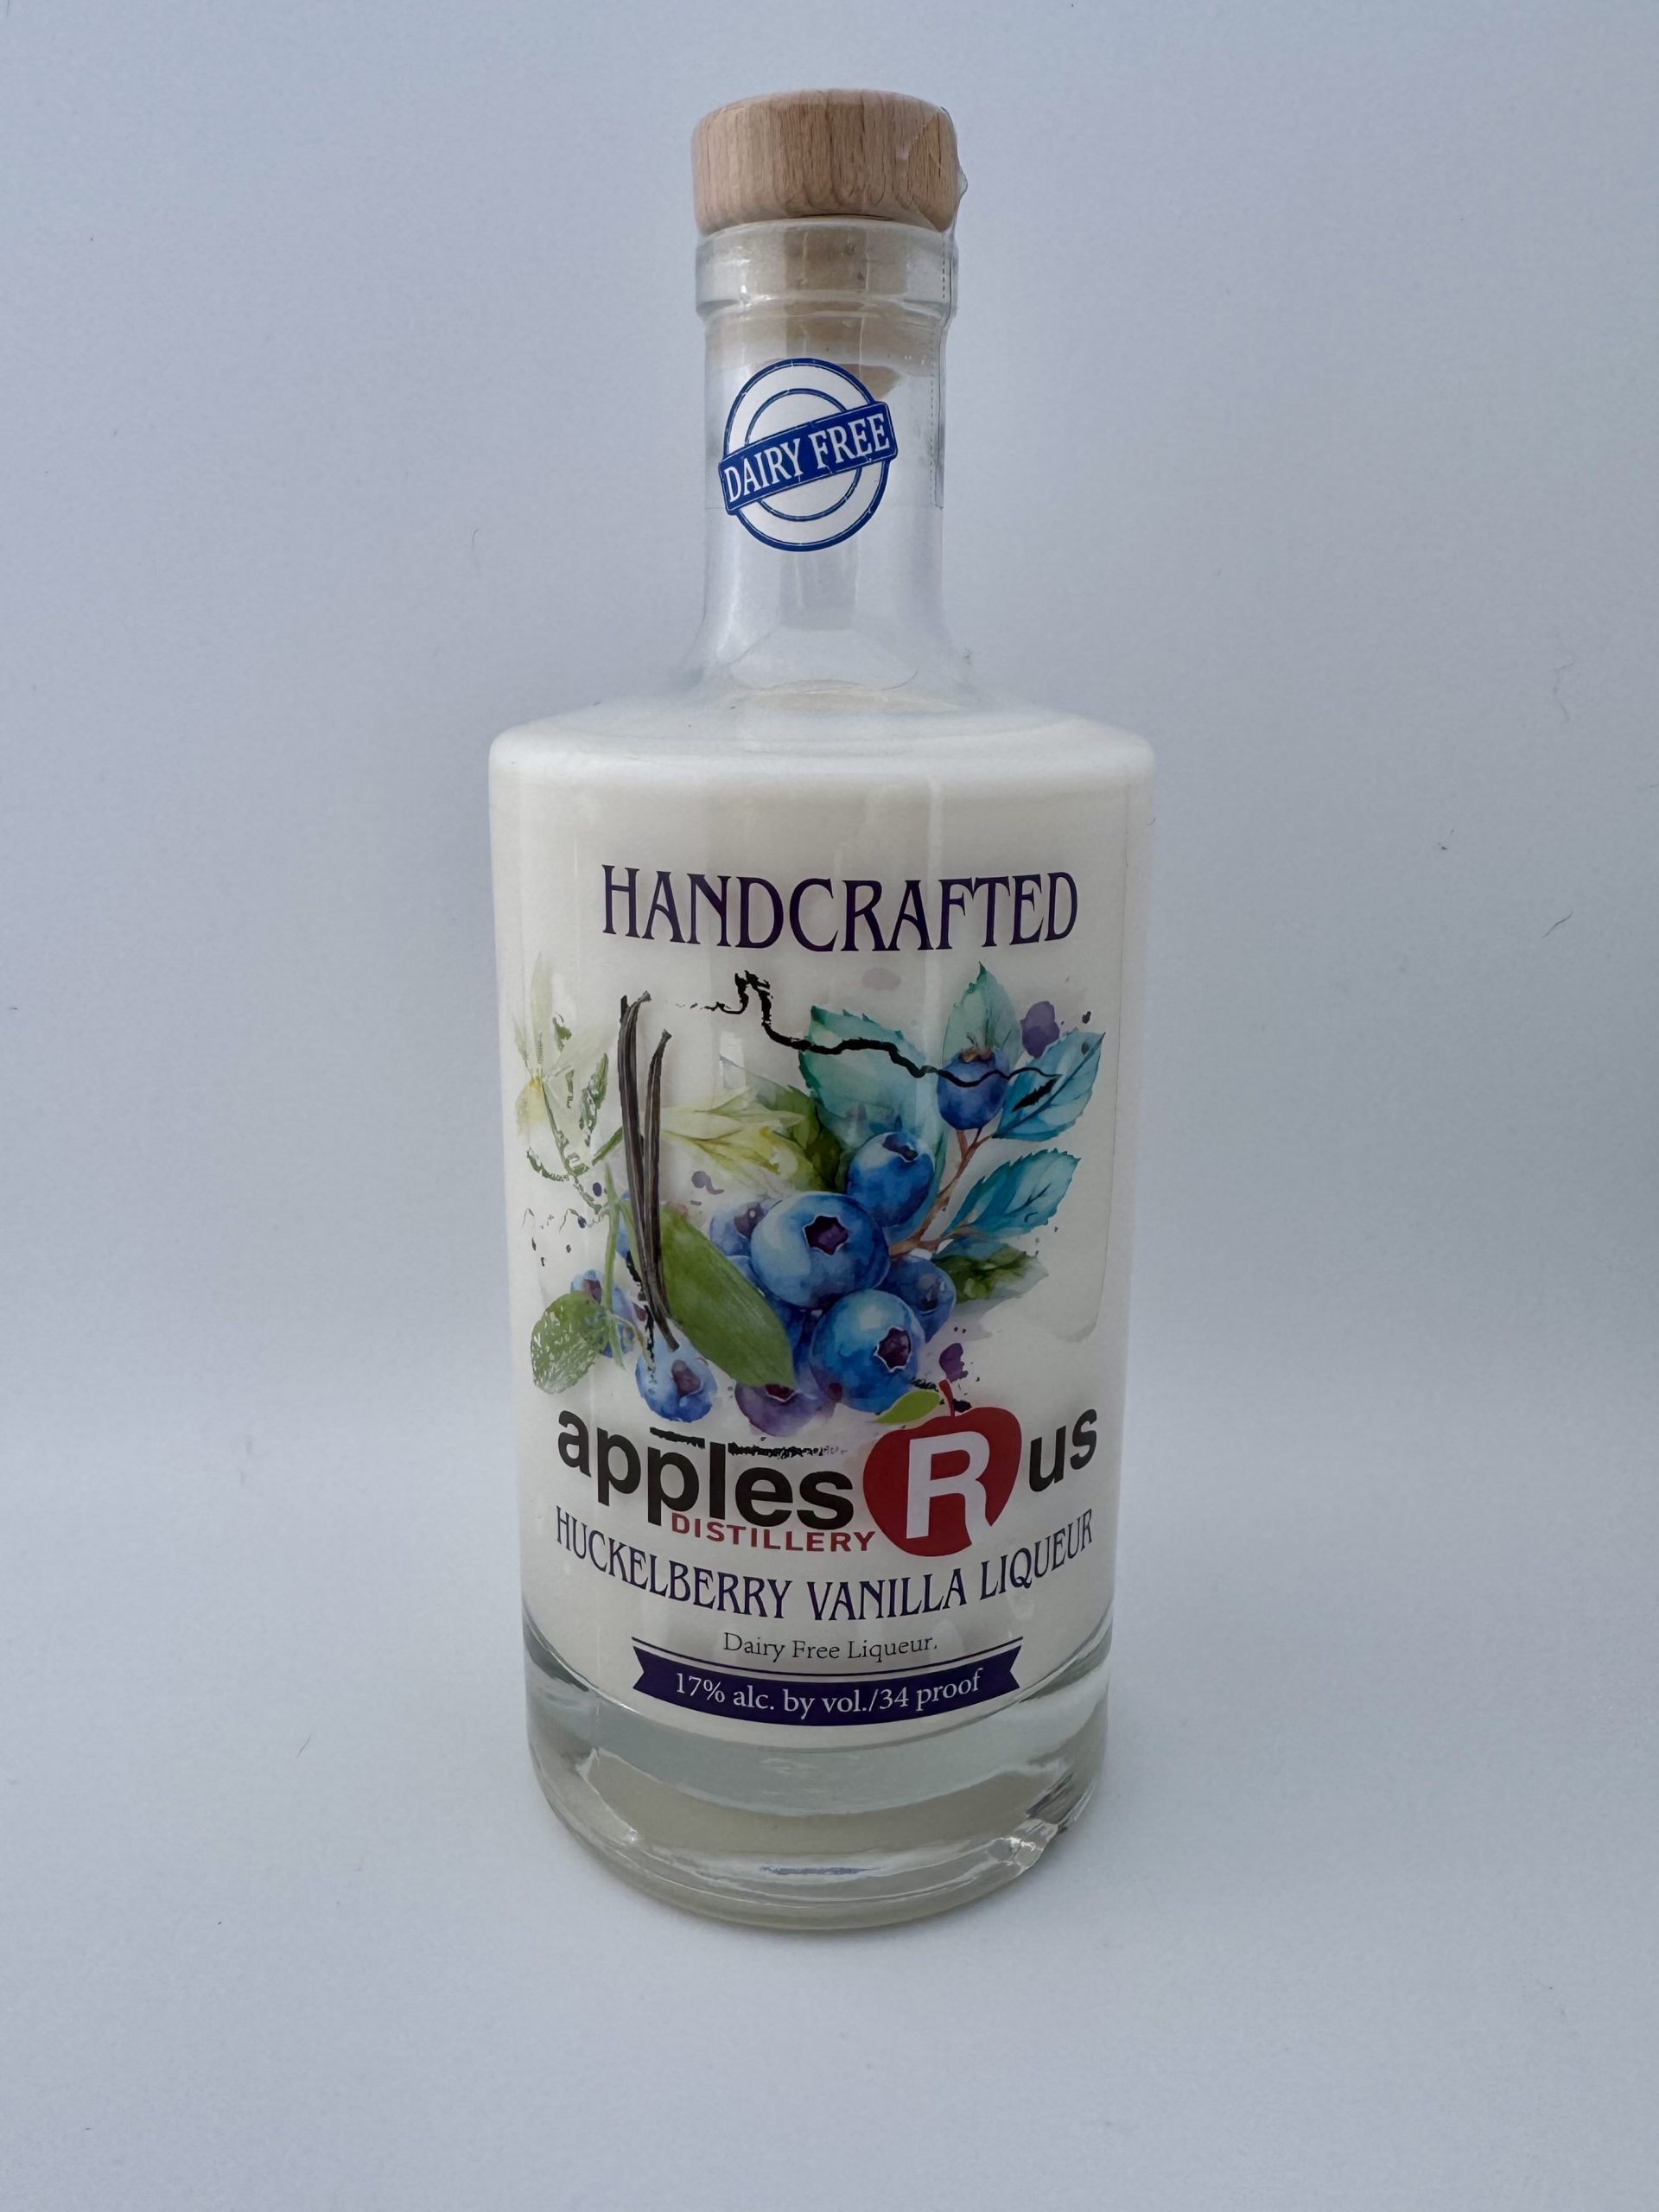 DAIRY FREE
HANDCRAFTED
apples R us
DISTILLERY
HUCKELBERRY VANILLA LIQUEUR
Dairy Free Liqueur.
17% alc. by vol./34 proof